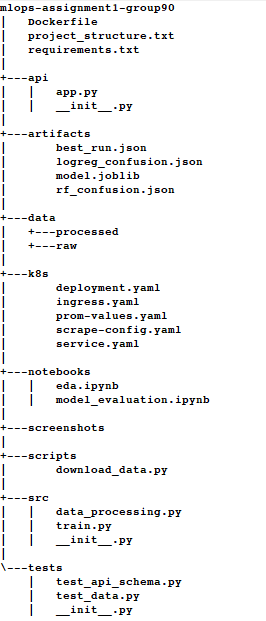 mlops-assignment1-group90
|   Dockerfile
|   project_structure.txt
|   requirements.txt
|
+---api
|   |   app.py
|   |   __init__.py
|
+---artifacts
|       best_run.json
|       logreg_confusion.json
|       model.joblib
|       rf_confusion.json
|
+---data
|   +---processed
|   +---raw
|
+---k8s
|       deployment.yaml
|       ingress.yaml
|       prom-values.yaml
|       scrape-config.yaml
|       service.yaml
|
+---notebooks
|   |   eda.ipynb
|   |   model_evaluation.ipynb
|
+---screenshots
|
+---scripts
|       download_data.py
|
+---src
|   |   data_processing.py
|   |   train.py
|   |   __init__.py
|
\---tests
    |   test_api_schema.py
    |   test_data.py
    |   __init__.py